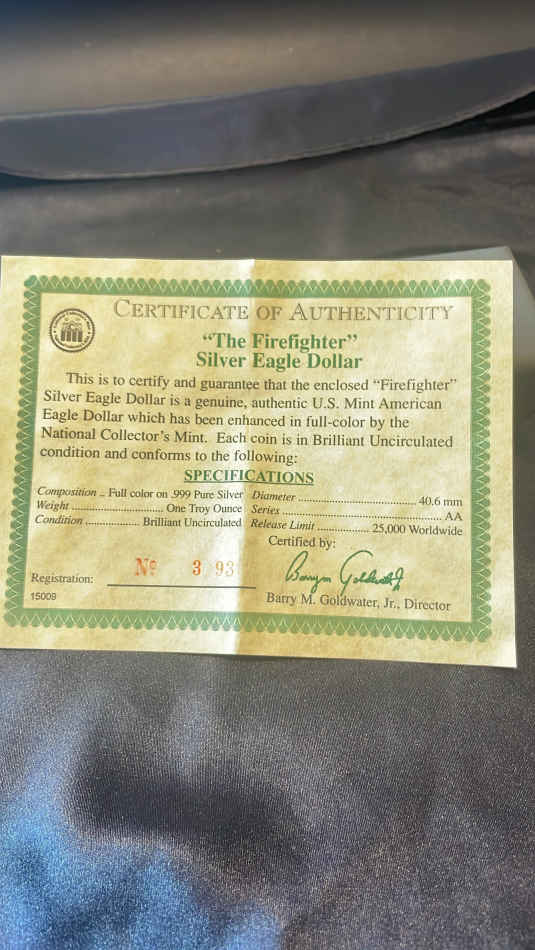 CERTIFICATE OF AUTHENTICITY
“The Firefighter”
Silver Eagle Dollar
This is to certify and guarantee that the enclosed “Firefighter”
Silver Eagle Dollar is a genuine, authentic U.S. Mint American
Eagle Dollar which has been enhanced in full-color by the
National Collector’s Mint. Each coin is in Brilliant Uncirculated
condition and conforms to the following:
SPECIFICATIONS
Composition .. Full color on .999 Pure Silver
Weight ............................ One Troy Ounce
Condition ................. Brilliant Uncirculated
Diameter .................................... 40.6 mm
Series ................................................ AA
Release Limit ................ 25,000 Worldwide
Certified by:
Registration: Nº 3 93
15009
Barry M. Goldwater, Jr., Director